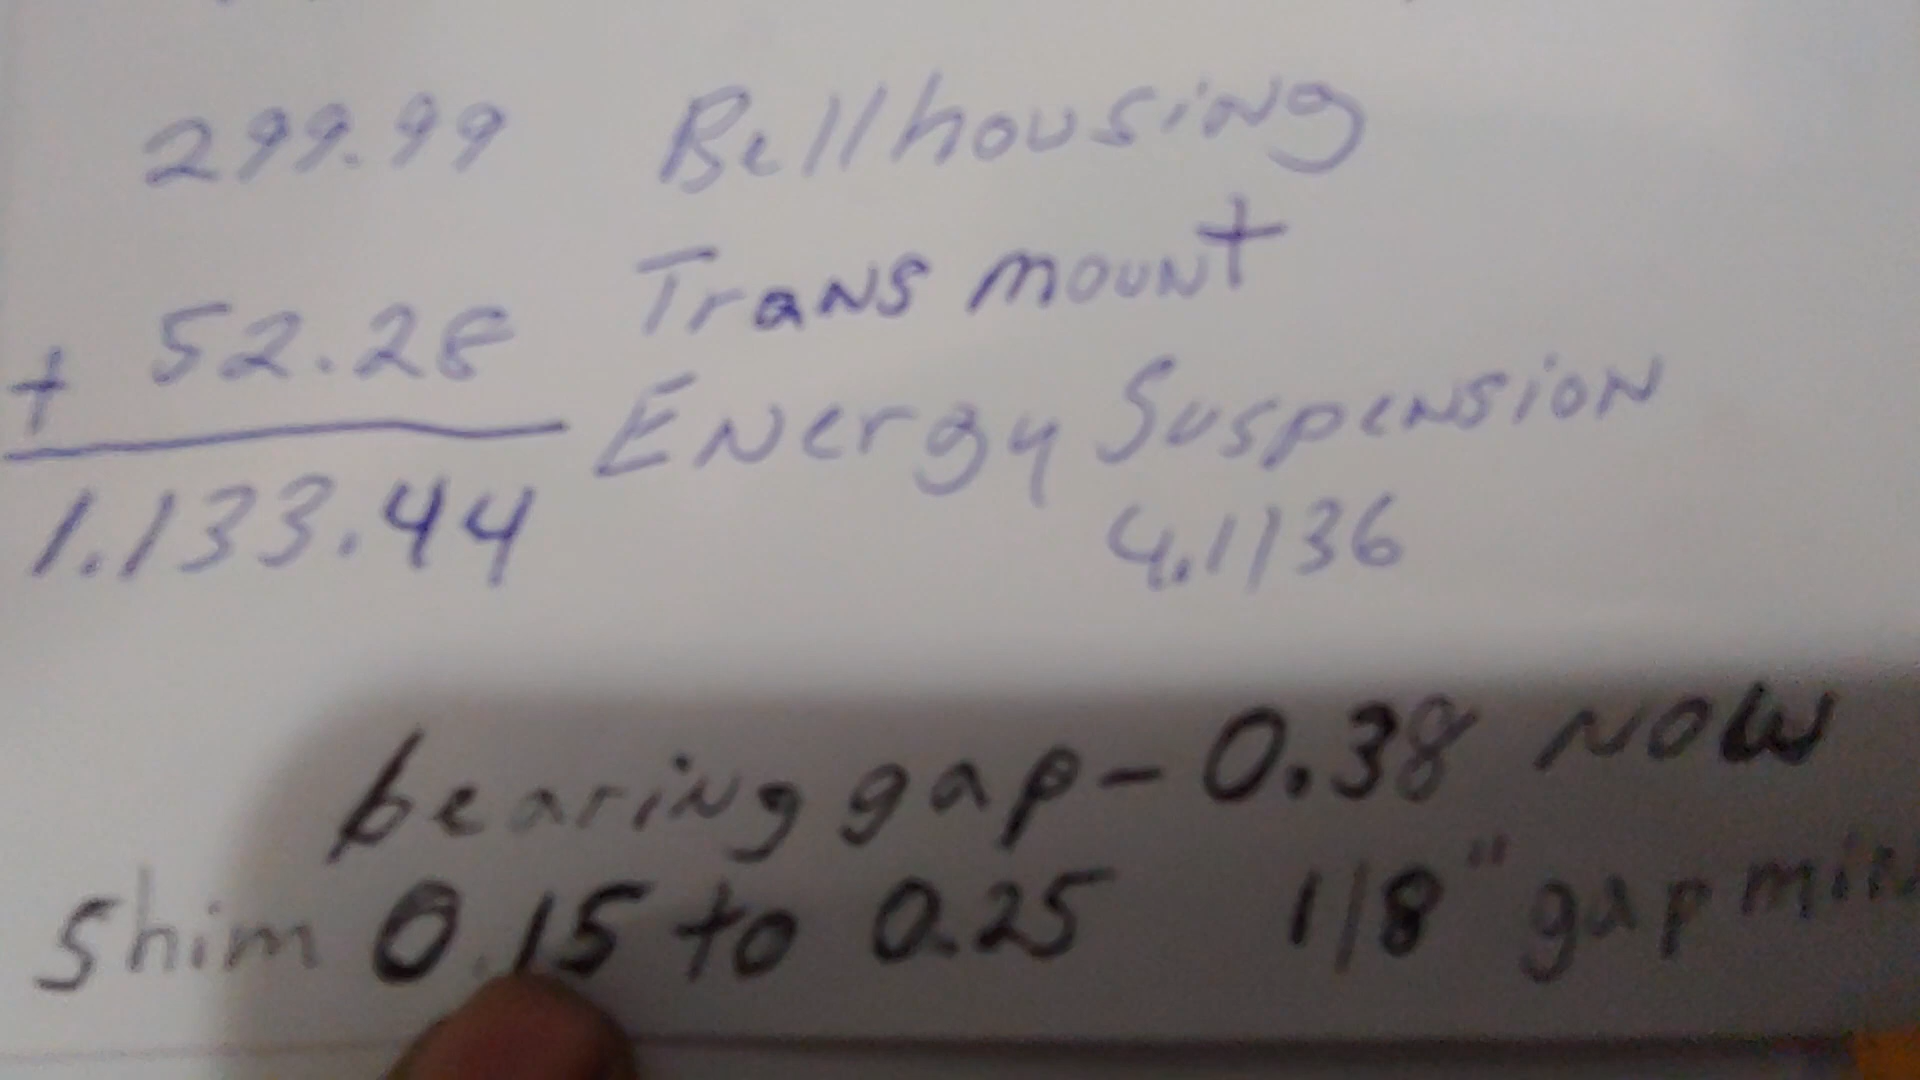 299.99 Bellhousing
Trans mount
+ 52.28
Energy Suspension
1.133.44
4.1136
bearing gap - 0.38 now
Shim 0.15 to 0.25 1/8" gap min